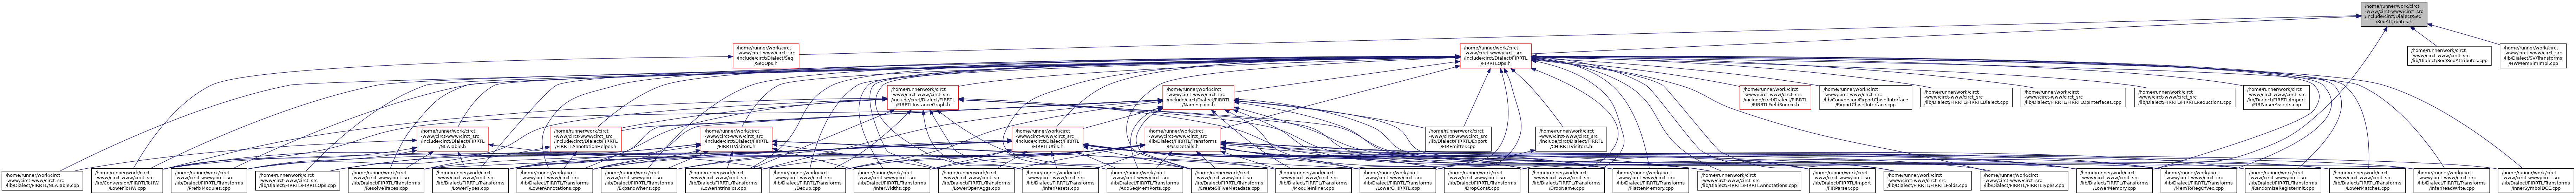 /home/runner/work/circt
-www/circt-www/circt_src
/include/circt/Dialect/Seq
/SeqAttributes.h
/home/runner/work/circt
-www/circt-www/circt_src
/include/circt/Dialect/Seq
/SeqOps.h
/home/runner/work/circt
-www/circt-www/circt_src
/include/circt/Dialect/FIRRTL
/FIRRTLOps.h
/home/runner/work/circt
-www/circt-www/circt_src
/lib/Dialect/Seq/SeqAttributes.cpp
/home/runner/work/circt
-www/circt-www/circt_src
/lib/Dialect/SV/Transforms
/HWMemSimImpl.cpp
/home/runner/work/circt
-www/circt-www/circt_src
/include/circt/Dialect/FIRRTL
/FIRRTLInstanceGraph.h
/home/runner/work/circt
-www/circt-www/circt_src
/include/circt/Dialect/FIRRTL
/Namespace.h
/home/runner/work/circt
-www/circt-www/circt_src
/include/circt/Dialect/FIRRTL
/FIRRTLFieldSource.h
/home/runner/work/circt
-www/circt-www/circt_src
/lib/Conversion/ExportChiselInterface
/ExportChiselInterface.cpp
/home/runner/work/circt
-www/circt-www/circt_src
/lib/Dialect/FIRRTL/FIRRTLDialect.cpp
/home/runner/work/circt
-www/circt-www/circt_src
/lib/Dialect/FIRRTL/FIRRTLOpInterfaces.cpp
/home/runner/work/circt
-www/circt-www/circt_src
/lib/Dialect/FIRRTL/FIRRTLReductions.cpp
/home/runner/work/circt
-www/circt-www/circt_src
/lib/Dialect/FIRRTL/Import
/FIRParserAsserts.cpp
/home/runner/work/circt
-www/circt-www/circt_src
/include/circt/Dialect/FIRRTL
/NLATable.h
/home/runner/work/circt
-www/circt-www/circt_src
/include/circt/Dialect/FIRRTL
/FIRRTLAnnotationHelper.h
/home/runner/work/circt
-www/circt-www/circt_src
/include/circt/Dialect/FIRRTL
/FIRRTLVisitors.h
/home/runner/work/circt
-www/circt-www/circt_src
/include/circt/Dialect/FIRRTL
/FIRRTLUtils.h
/home/runner/work/circt
-www/circt-www/circt_src
/lib/Dialect/FIRRTL/Transforms
/PassDetails.h
/home/runner/work/circt
-www/circt-www/circt_src
/lib/Dialect/FIRRTL/Export
/FIREmitter.cpp
/home/runner/work/circt
-www/circt-www/circt_src
/include/circt/Dialect/FIRRTL
/CHIRRTLVisitors.h
/home/runner/work/circt
-www/circt-www/circt_src
/lib/Dialect/FIRRTL/NLATable.cpp
/home/runner/work/circt
-www/circt-www/circt_src
/lib/Conversion/FIRRTLToHW
/LowerToHW.cpp
/home/runner/work/circt
-www/circt-www/circt_src
/lib/Dialect/FIRRTL/Transforms
/PrefixModules.cpp
/home/runner/work/circt
-www/circt-www/circt_src
/lib/Dialect/FIRRTL/FIRRTLOps.cpp
/home/runner/work/circt
-www/circt-www/circt_src
/lib/Dialect/FIRRTL/Transforms
/ResolveTraces.cpp
/home/runner/work/circt
-www/circt-www/circt_src
/lib/Dialect/FIRRTL/Transforms
/LowerTypes.cpp
/home/runner/work/circt
-www/circt-www/circt_src
/lib/Dialect/FIRRTL/Transforms
/LowerAnnotations.cpp
/home/runner/work/circt
-www/circt-www/circt_src
/lib/Dialect/FIRRTL/Transforms
/ExpandWhens.cpp
/home/runner/work/circt
-www/circt-www/circt_src
/lib/Dialect/FIRRTL/Transforms
/LowerIntrinsics.cpp
/home/runner/work/circt
-www/circt-www/circt_src
/lib/Dialect/FIRRTL/Transforms
/Dedup.cpp
/home/runner/work/circt
-www/circt-www/circt_src
/lib/Dialect/FIRRTL/Transforms
/InferWidths.cpp
/home/runner/work/circt
-www/circt-www/circt_src
/lib/Dialect/FIRRTL/Transforms
/LowerOpenAggs.cpp
/home/runner/work/circt
-www/circt-www/circt_src
/lib/Dialect/FIRRTL/Transforms
/InferResets.cpp
/home/runner/work/circt
-www/circt-www/circt_src
/lib/Dialect/FIRRTL/Transforms
/AddSeqMemPorts.cpp
/home/runner/work/circt
-www/circt-www/circt_src
/lib/Dialect/FIRRTL/Transforms
/CreateSiFiveMetadata.cpp
/home/runner/work/circt
-www/circt-www/circt_src
/lib/Dialect/FIRRTL/Transforms
/ModuleInliner.cpp
/home/runner/work/circt
-www/circt-www/circt_src
/lib/Dialect/FIRRTL/Transforms
/LowerCHIRRTL.cpp
/home/runner/work/circt
-www/circt-www/circt_src
/lib/Dialect/FIRRTL/Transforms
/DropConst.cpp
/home/runner/work/circt
-www/circt-www/circt_src
/lib/Dialect/FIRRTL/Transforms
/DropName.cpp
/home/runner/work/circt
-www/circt-www/circt_src
/lib/Dialect/FIRRTL/Transforms
/FlattenMemory.cpp
/home/runner/work/circt
-www/circt-www/circt_src
/lib/Dialect/FIRRTL/FIRRTLAnnotations.cpp
/home/runner/work/circt
-www/circt-www/circt_src
/lib/Dialect/FIRRTL/Import
/FIRParser.cpp
/home/runner/work/circt
-www/circt-www/circt_src
/lib/Dialect/FIRRTL/FIRRTLFolds.cpp
/home/runner/work/circt
-www/circt-www/circt_src
/lib/Dialect/FIRRTL/FIRRTLTypes.cpp
/home/runner/work/circt
-www/circt-www/circt_src
/lib/Dialect/FIRRTL/Transforms
/LowerMemory.cpp
/home/runner/work/circt
-www/circt-www/circt_src
/lib/Dialect/FIRRTL/Transforms
/MemToRegOfVec.cpp
/home/runner/work/circt
-www/circt-www/circt_src
/lib/Dialect/FIRRTL/Transforms
/RandomizeRegisterInit.cpp
/home/runner/work/circt
-www/circt-www/circt_src
/lib/Dialect/FIRRTL/Transforms
/LowerMatches.cpp
/home/runner/work/circt
-www/circt-www/circt_src
/lib/Dialect/FIRRTL/Transforms
/InferReadWrite.cpp
/home/runner/work/circt
-www/circt-www/circt_src
/lib/Dialect/FIRRTL/Transforms
/InnerSymbolDCE.cpp